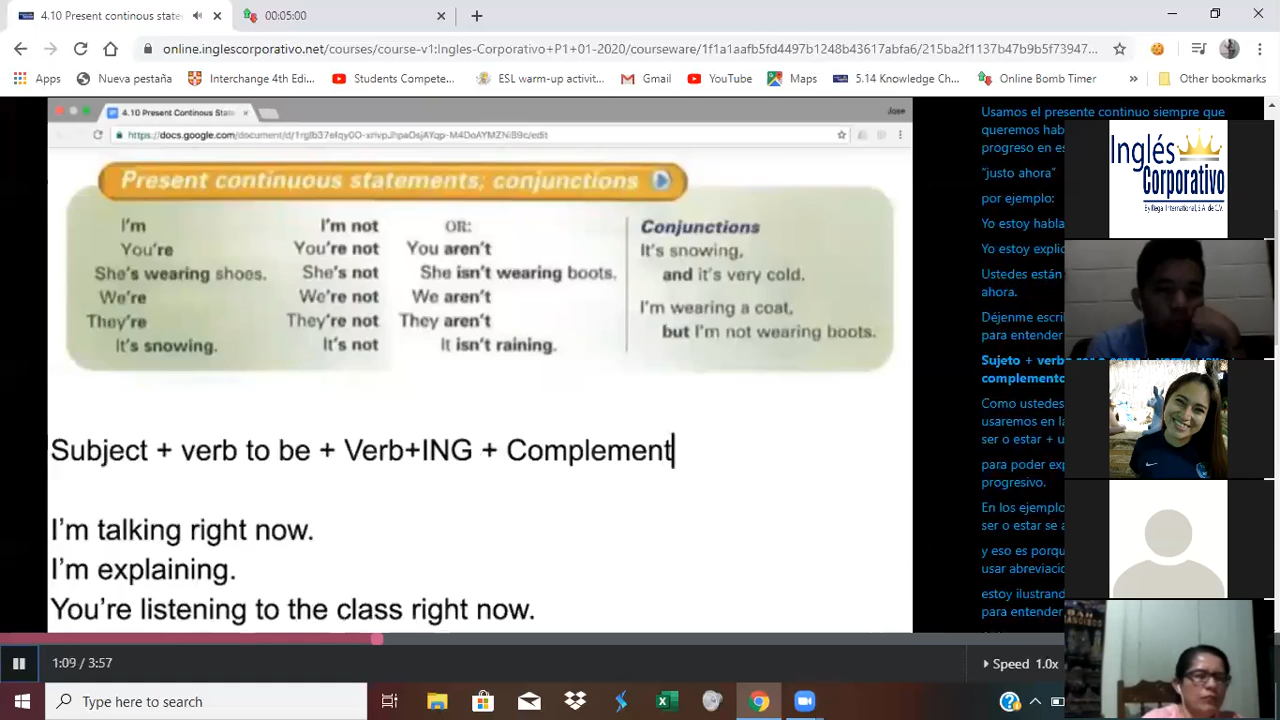 4.10 Present continuous state
00:05:00
online.inglescorporativo.net/courses/course-v1:Ingles-Corporativo+P1+01-2020/courseware/1f1a1aafb5fd4497b1248b43617abfa6/215ba2f1137b47b9b5f73947...
Apps
Nueva pestaña
Interchange 4th Edi...
Students Compete...
ESL warm-up activit...
Gmail
YouTube
Maps
5.14 Knowledge Ch...
Online Bomb Timer
»
Other bookmarks
4.10 Present Continous State
Jose
Present continuous statements; conjunctions
I'm
You're
She's wearing shoes.
We're
They're
It's snowing.
I'm not
You're not
She's not
We're not
They're not
It's not
OR:
You aren't
She isn't wearing boots.
We aren't
They aren't
It isn't raining.
Conjunctions
It's snowing,
and it's very cold.
I'm wearing a coat,
but I'm not wearing boots.
Subject + verb to be + Verb+ING + Complement
I'm talking right now.
I'm explaining.
You're listening to the class right now.
Usamos el presente continuo siempre que
queremos hab
progreso en es
"justo ahora"
por ejemplo:
Yo estoy habla
Yo estoy explic
Ustedes están
ahora.
Déjenme escri
para entender
Sujeto + verb
complemento
Como ustedes
usaremos en la
ser o estar + u
para poder exp
progresivo.
En los ejemplo
ser o estar se a
y eso es porqu
usar abreviacio
estoy ilustrand
para entender
Inglés
Corporativo
1:09 / 3:57
Speed 1.0x
Type here to search